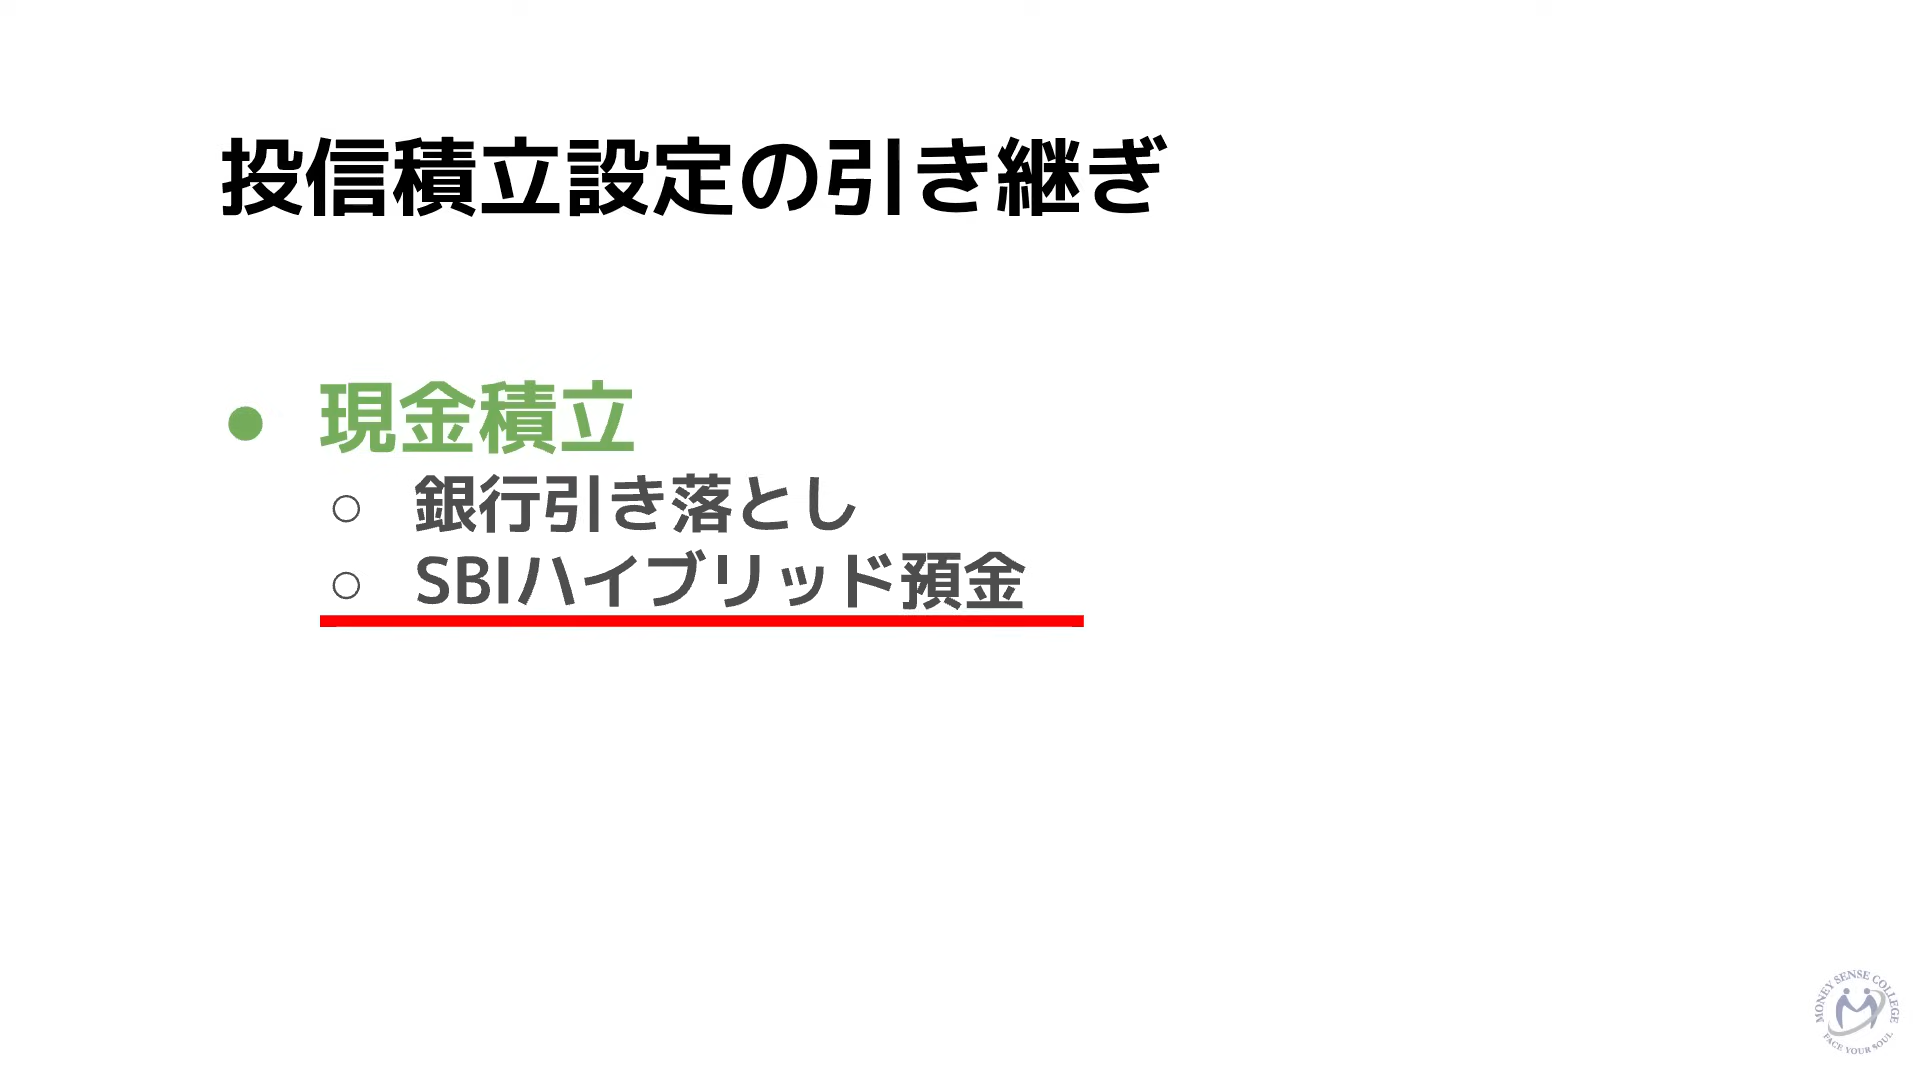 投信積立設定の引き継ぎ
● 現金積立
○ 銀行引き落とし
○ SBIハイブリッド預金
MONEY SENSE COLLEGE
FACE YOUR SOUL